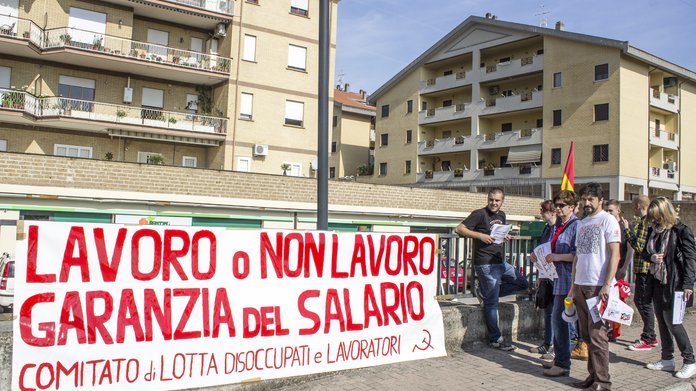 LAVORO o NON LAVORO
GARANZIA DEL SALARIO
COMITATO di LOTTA DISOCCUPATI e LAVORATORI